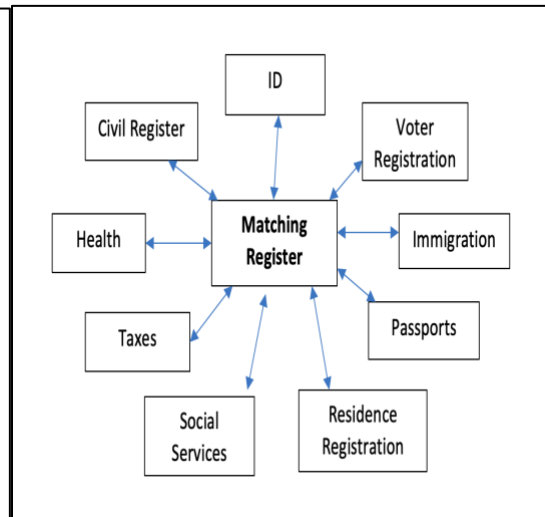 ID
Civil Register
Voter
Registration
Health
Matching
Register
Immigration
Taxes
Passports
Social
Services
Residence
Registration